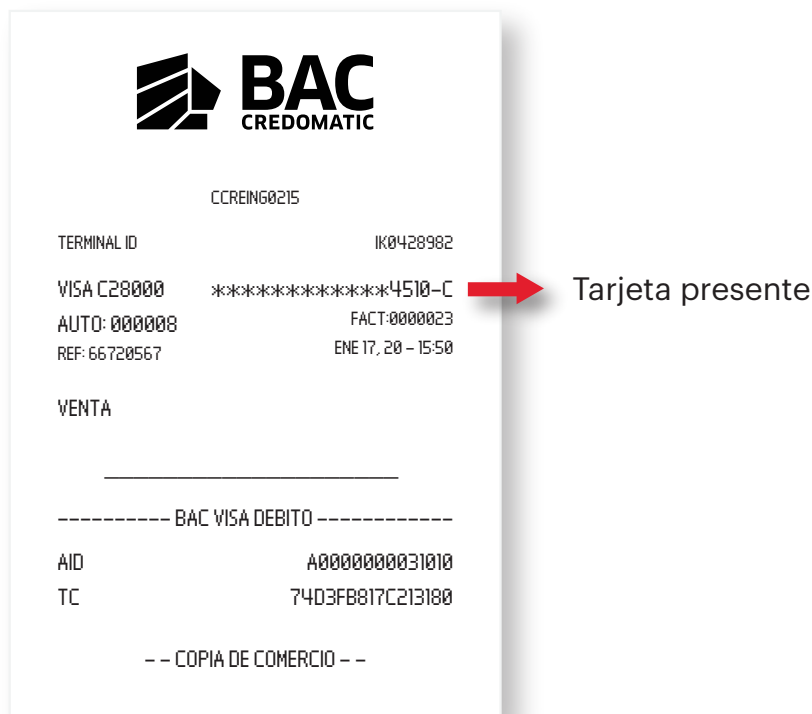 BAC
CREDOMATIC
CCREING0215
TERMINAL ID IK0428982
VISA C28000 ************4510-C
Tarjeta presente
AUTO: 000008 FACT:0000023
REF: 66720567 ENE 17, 20 - 15:50
VENTA
---------- BAC VISA DEBITO ------------
AID A0000000031010
TC 74D3FB817C213180
-- COPIA DE COMERCIO --